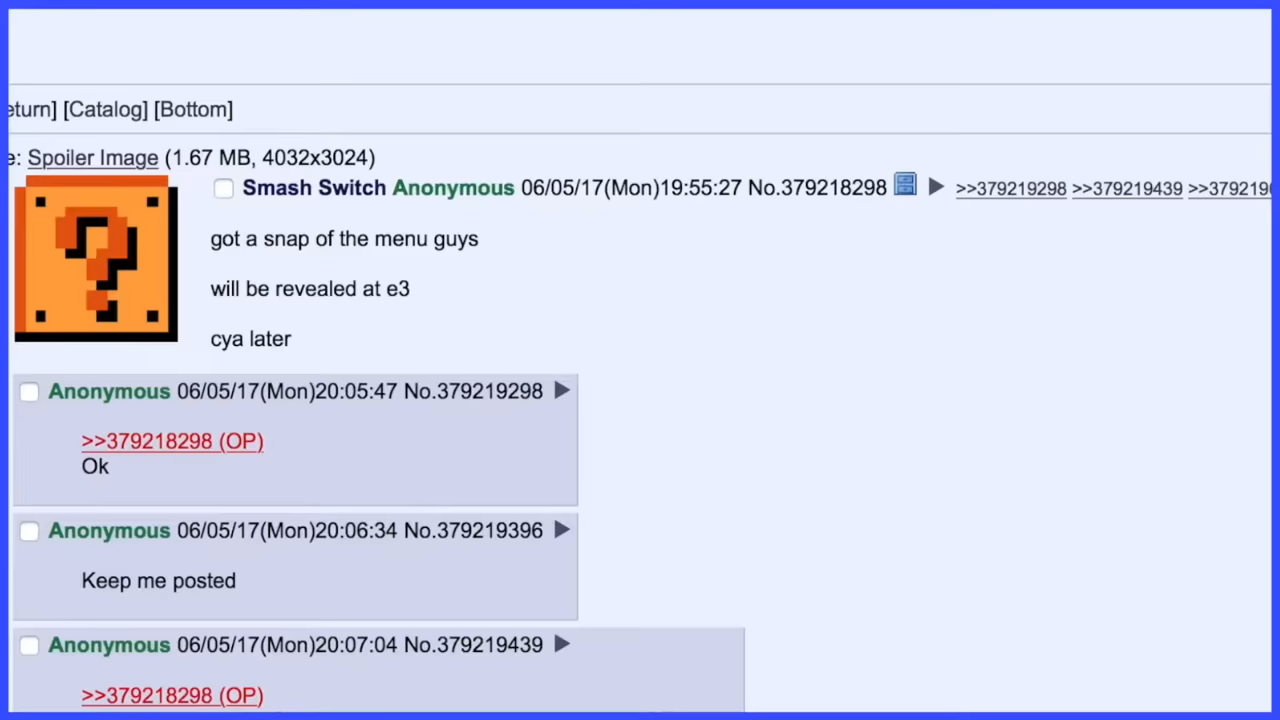 eturn] [Catalog] [Bottom]
e: Spoiler Image (1.67 MB, 4032x3024)
Smash Switch Anonymous 06/05/17(Mon)19:55:27 No.379218298 >>379219298 >>379219439 >>379219
got a snap of the menu guys
will be revealed at e3
cya later
Anonymous 06/05/17(Mon)20:05:47 No.379219298
>>379218298 (OP)
Ok
Anonymous 06/05/17(Mon)20:06:34 No.379219396
Keep me posted
Anonymous 06/05/17(Mon)20:07:04 No.379219439
>>379218298 (OP)